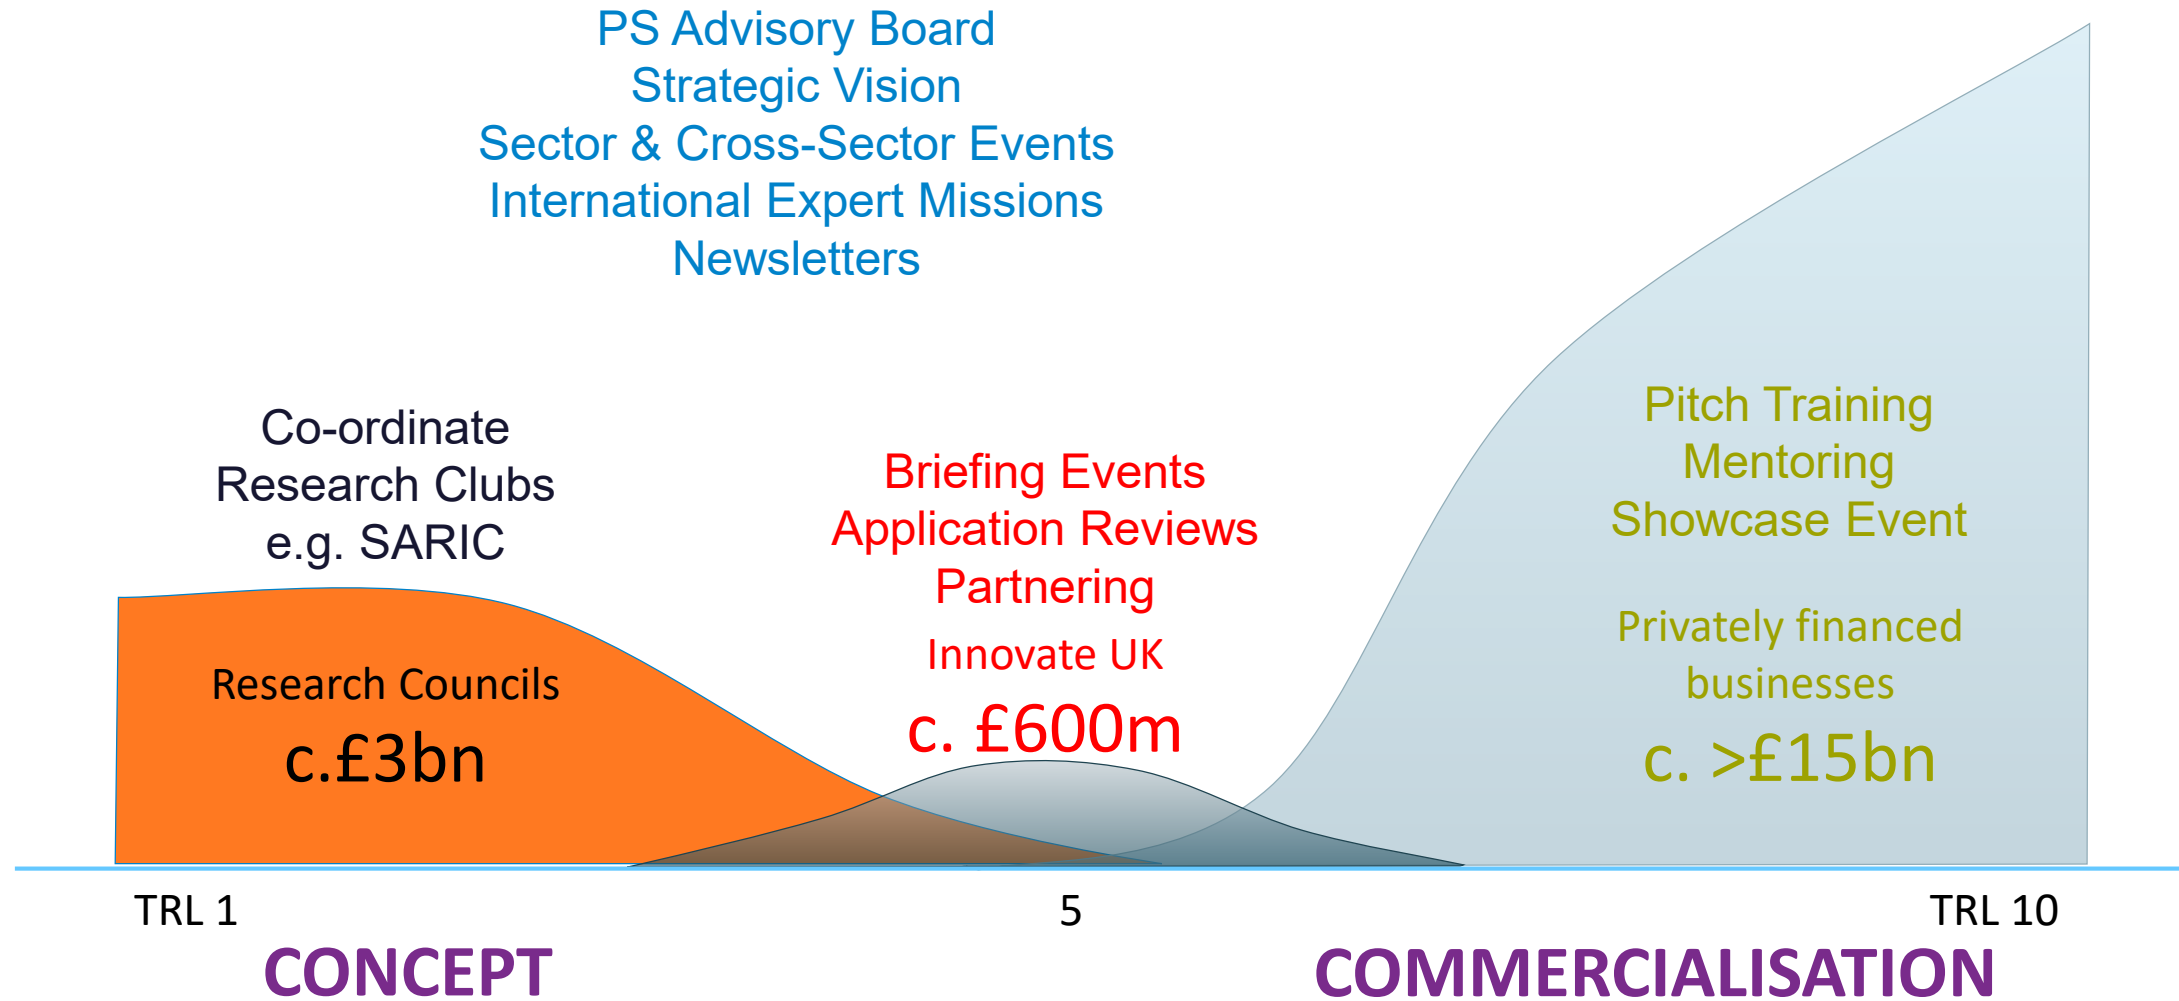 PS Advisory Board
Strategic Vision
Sector & Cross-Sector Events
International Expert Missions
Newsletters
Co-ordinate
Research Clubs
e.g. SARIC
Research Councils
c.£3bn
Briefing Events
Application Reviews
Partnering
Innovate UK
c. £600m
Pitch Training
Mentoring
Showcase Event
Privately financed
businesses
c. >£15bn
TRL 1
5
TRL 10
CONCEPT
COMMERCIALISATION